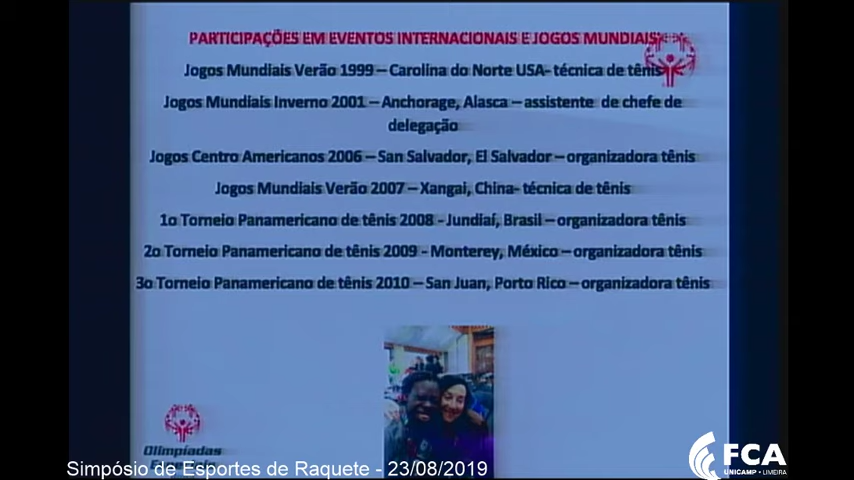 PARTICIPAÇÕES EM EVENTOS INTERNACIONAIS E JOGOS MUNDIAIS
Jogos Mundiais Verão 1999 – Carolina do Norte USA- técnica de tênis
Jogos Mundiais Inverno 2001 – Anchorage, Alasca – assistente de chefe de
delegação
Jogos Centro Americanos 2006 – San Salvador, El Salvador – organizadora tênis
Jogos Mundiais Verão 2007 – Xangai, China- técnica de tênis
1o Torneio Panamericano de tênis 2008 - Jundiaí, Brasil – organizadora tênis
2o Torneio Panamericano de tênis 2009 - Monterey, México – organizadora tênis
3o Torneio Panamericano de tênis 2010 – San Juan, Porto Rico – organizadora tênis
Olimpíadas
Simpósio de Esportes de Raquete - 23/08/2019
FCA
UNICAMP • LIMEIRA